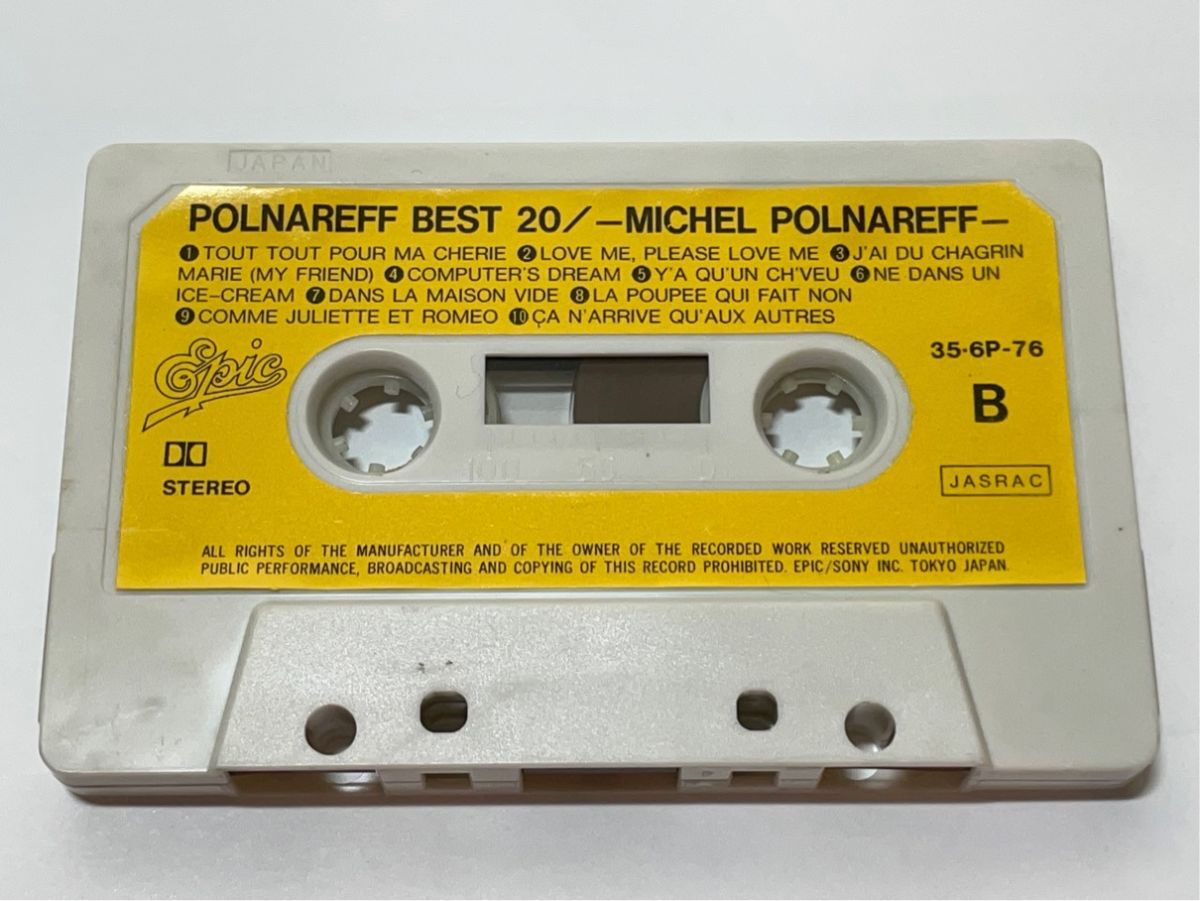 JAPAN
POLNAREFF BEST 20/—MICHEL POLNAREFF—
❶TOUT TOUT POUR MA CHERIE ❷LOVE ME, PLEASE LOVE ME ❸J'AI DU CHAGRIN
MARIE (MY FRIEND) ❹COMPUTER'S DREAM ❺Y'A QU'UN CH'VEU ❻NE DANS UN
ICE-CREAM ❼DANS LA MAISON VIDE ❽LA POUPEE QUI FAIT NON
❾COMME JULIETTE ET ROMEO ❿ÇA N'ARRIVE QU'AUX AUTRES
Epic
35·6P-76
B
STEREO
JASRAC
100 50 0
ALL RIGHTS OF THE MANUFACTURER AND OF THE OWNER OF THE RECORDED WORK RESERVED UNAUTHORIZED
PUBLIC PERFORMANCE, BROADCASTING AND COPYING OF THIS RECORD PROHIBITED. EPIC/SONY INC. TOKYO JAPAN.